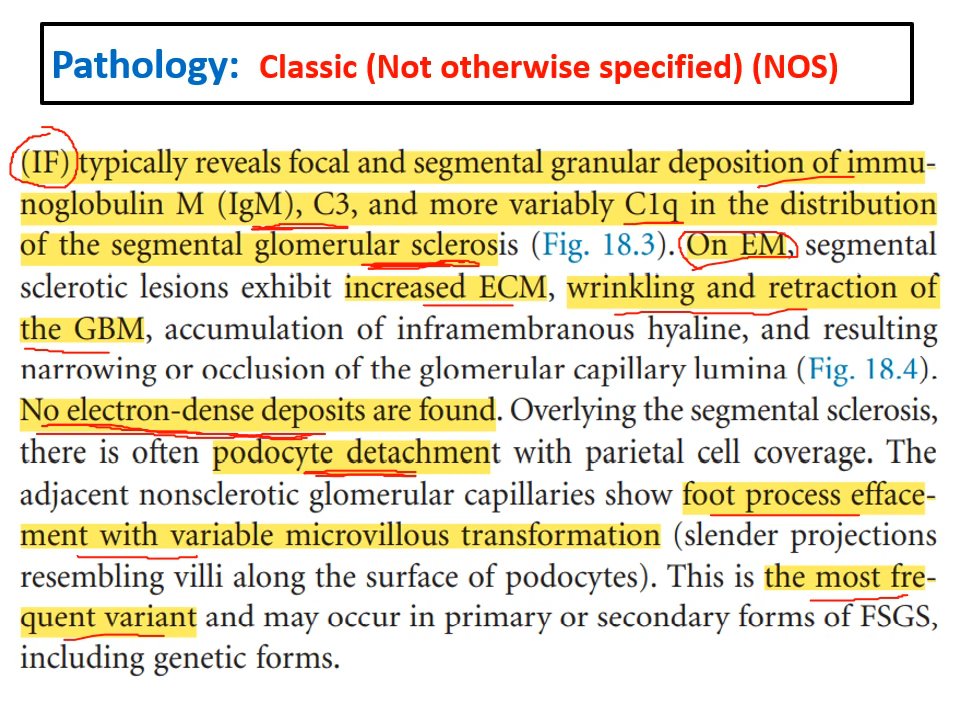 Pathology: Classic (Not otherwise specified) (NOS)
(IF) typically reveals focal and segmental granular deposition of immu-
noglobulin M (IgM), C3, and more variably C1q in the distribution
of the segmental glomerular sclerosis (Fig. 18.3). On EM, segmental
sclerotic lesions exhibit increased ECM, wrinkling and retraction of
the GBM, accumulation of inframembranous hyaline, and resulting
narrowing or occlusion of the glomerular capillary lumina (Fig. 18.4).
No electron-dense deposits are found. Overlying the segmental sclerosis,
there is often podocyte detachment with parietal cell coverage. The
adjacent nonsclerotic glomerular capillaries show foot process efface-
ment with variable microvillous transformation (slender projections
resembling villi along the surface of podocytes). This is the most fre-
quent variant and may occur in primary or secondary forms of FSGS,
including genetic forms.